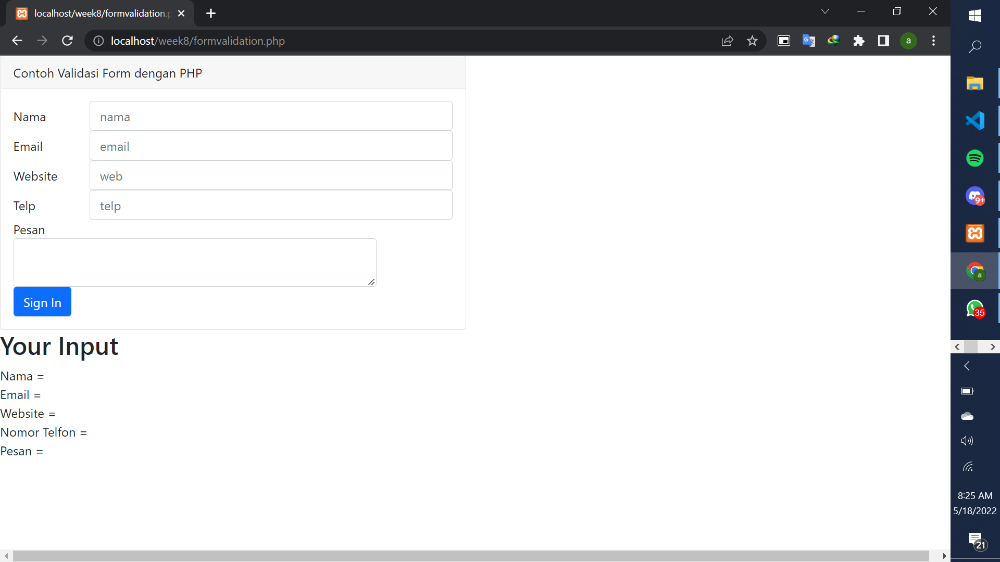 localhost/week8/formvalidation.p
localhost/week8/formvalidation.php
a
Contoh Validasi Form dengan PHP
Nama
nama
Email
email
Website
web
Telp
telp
Pesan
Sign In
Your Input
Nama =
Email =
Website =
Nomor Telfon =
Pesan =
9+
a
35
8:25 AM
5/18/2022
21